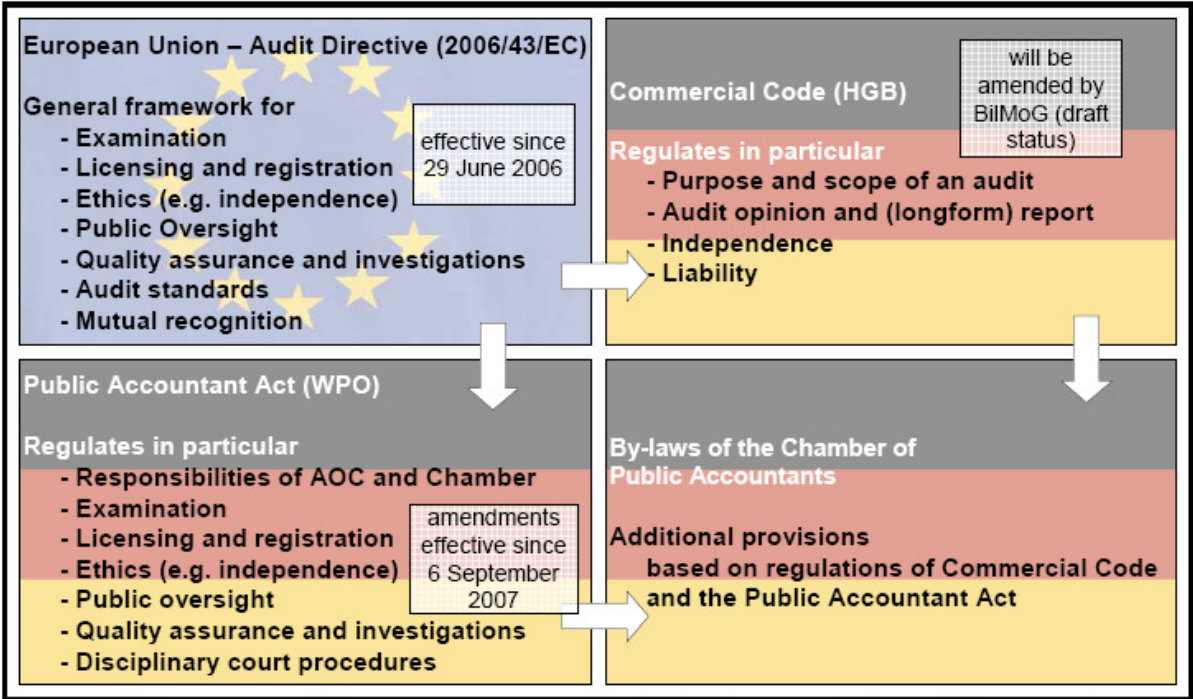 European Union – Audit Directive (2006/43/EC)
General framework for
- Examination
- Licensing and registration
- Ethics (e.g. independence)
- Public Oversight
- Quality assurance and investigations
- Audit standards
- Mutual recognition
effective since
29 June 2006
Commercial Code (HGB)
will be
amended by
BilMoG (draft
status)
Regulates in particular
- Purpose and scope of an audit
- Audit opinion and (longform) report
- Independence
- Liability
Public Accountant Act (WPO)
Regulates in particular
- Responsibilities of AOC and Chamber
- Examination
- Licensing and registration
- Ethics (e.g. independence)
- Public oversight
- Quality assurance and investigations
- Disciplinary court procedures
amendments
effective since
6 September
2007
By-laws of the Chamber of
Public Accountants
Additional provisions
based on regulations of Commercial Code
and the Public Accountant Act